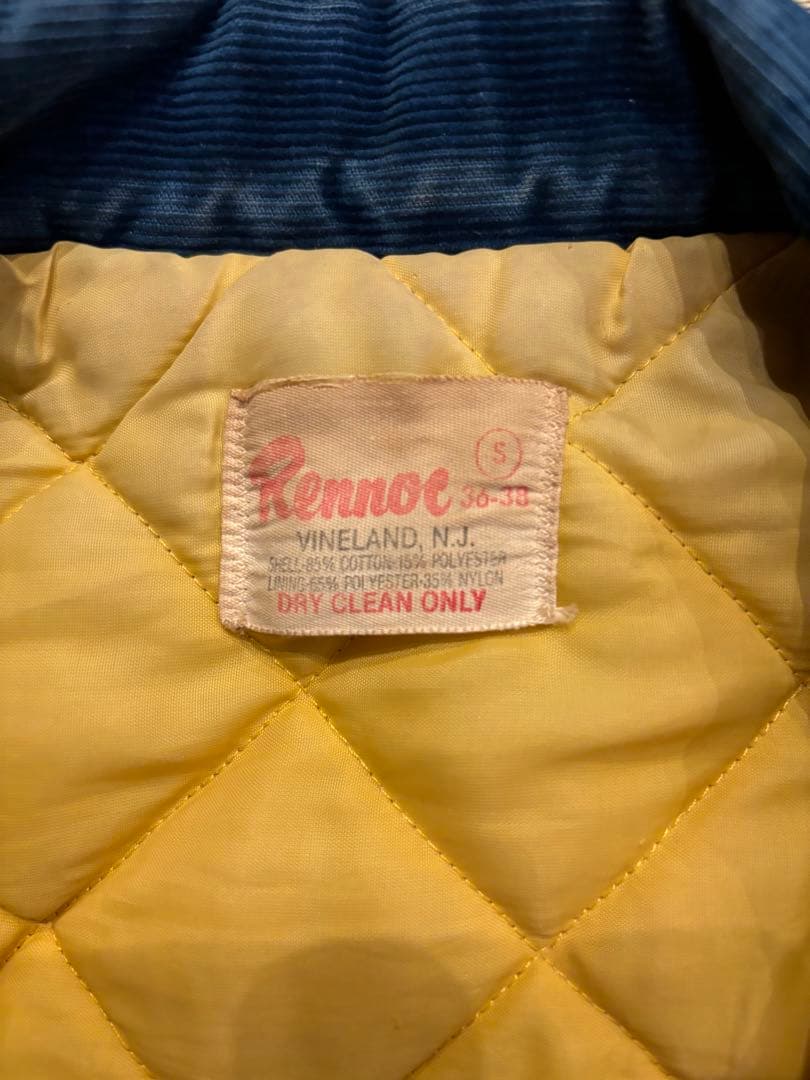 Rennoc S
36-38
VINELAND, N.J.
SHELL-85% COTTON-15% POLYESTER
LINING-65% POLYESTER-35% NYLON
DRY CLEAN ONLY